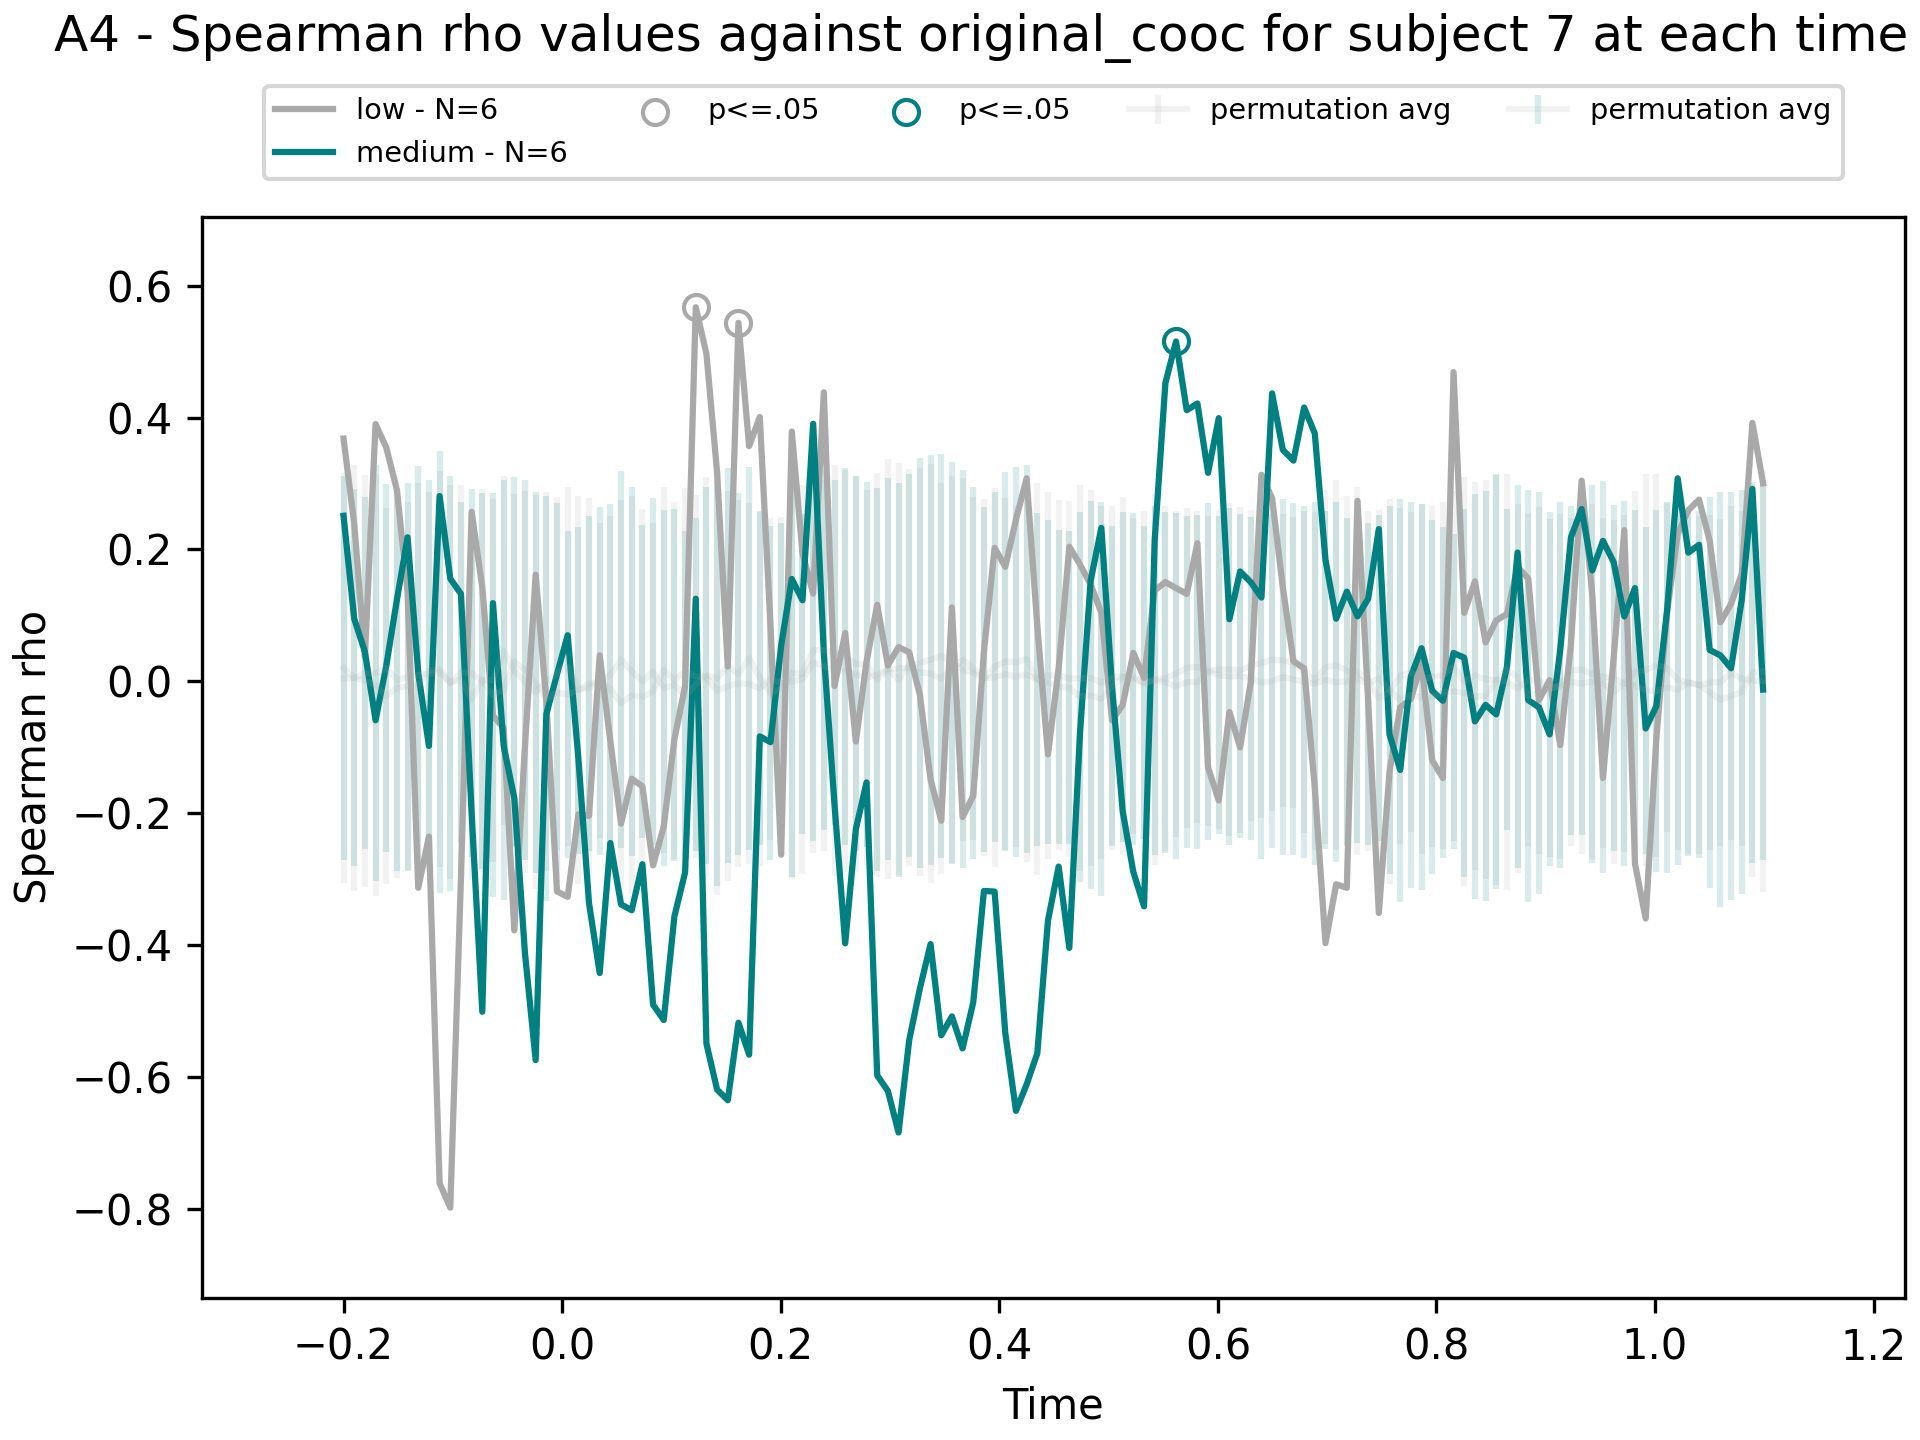 A4 - Spearman rho values against original_cooc for subject 7 at each time
low - N=6
medium - N=6
p<=.05
p<=.05
permutation avg
permutation avg
Spearman rho
0.6
0.4
0.2
0.0
−0.2
−0.4
−0.6
−0.8
−0.2 0.0 0.2 0.4 0.6 0.8 1.0 1.2
Time